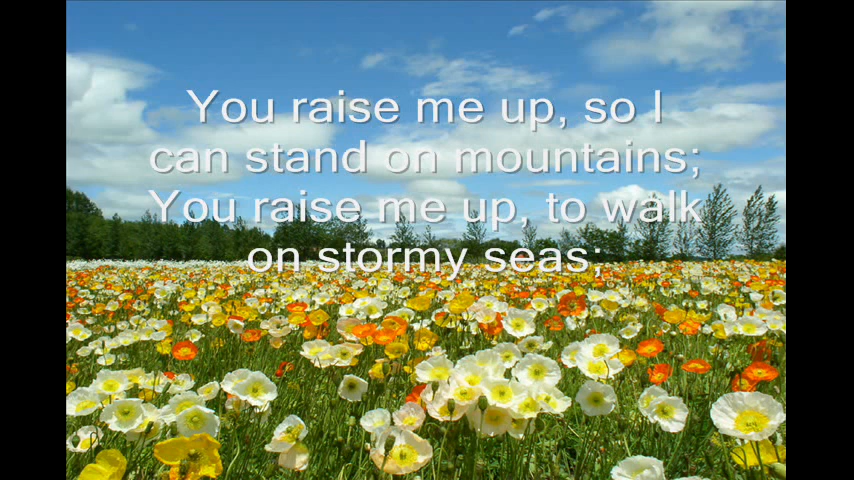 You raise me up, so I
can stand on mountains;
You raise me up, to walk
on stormy seas;